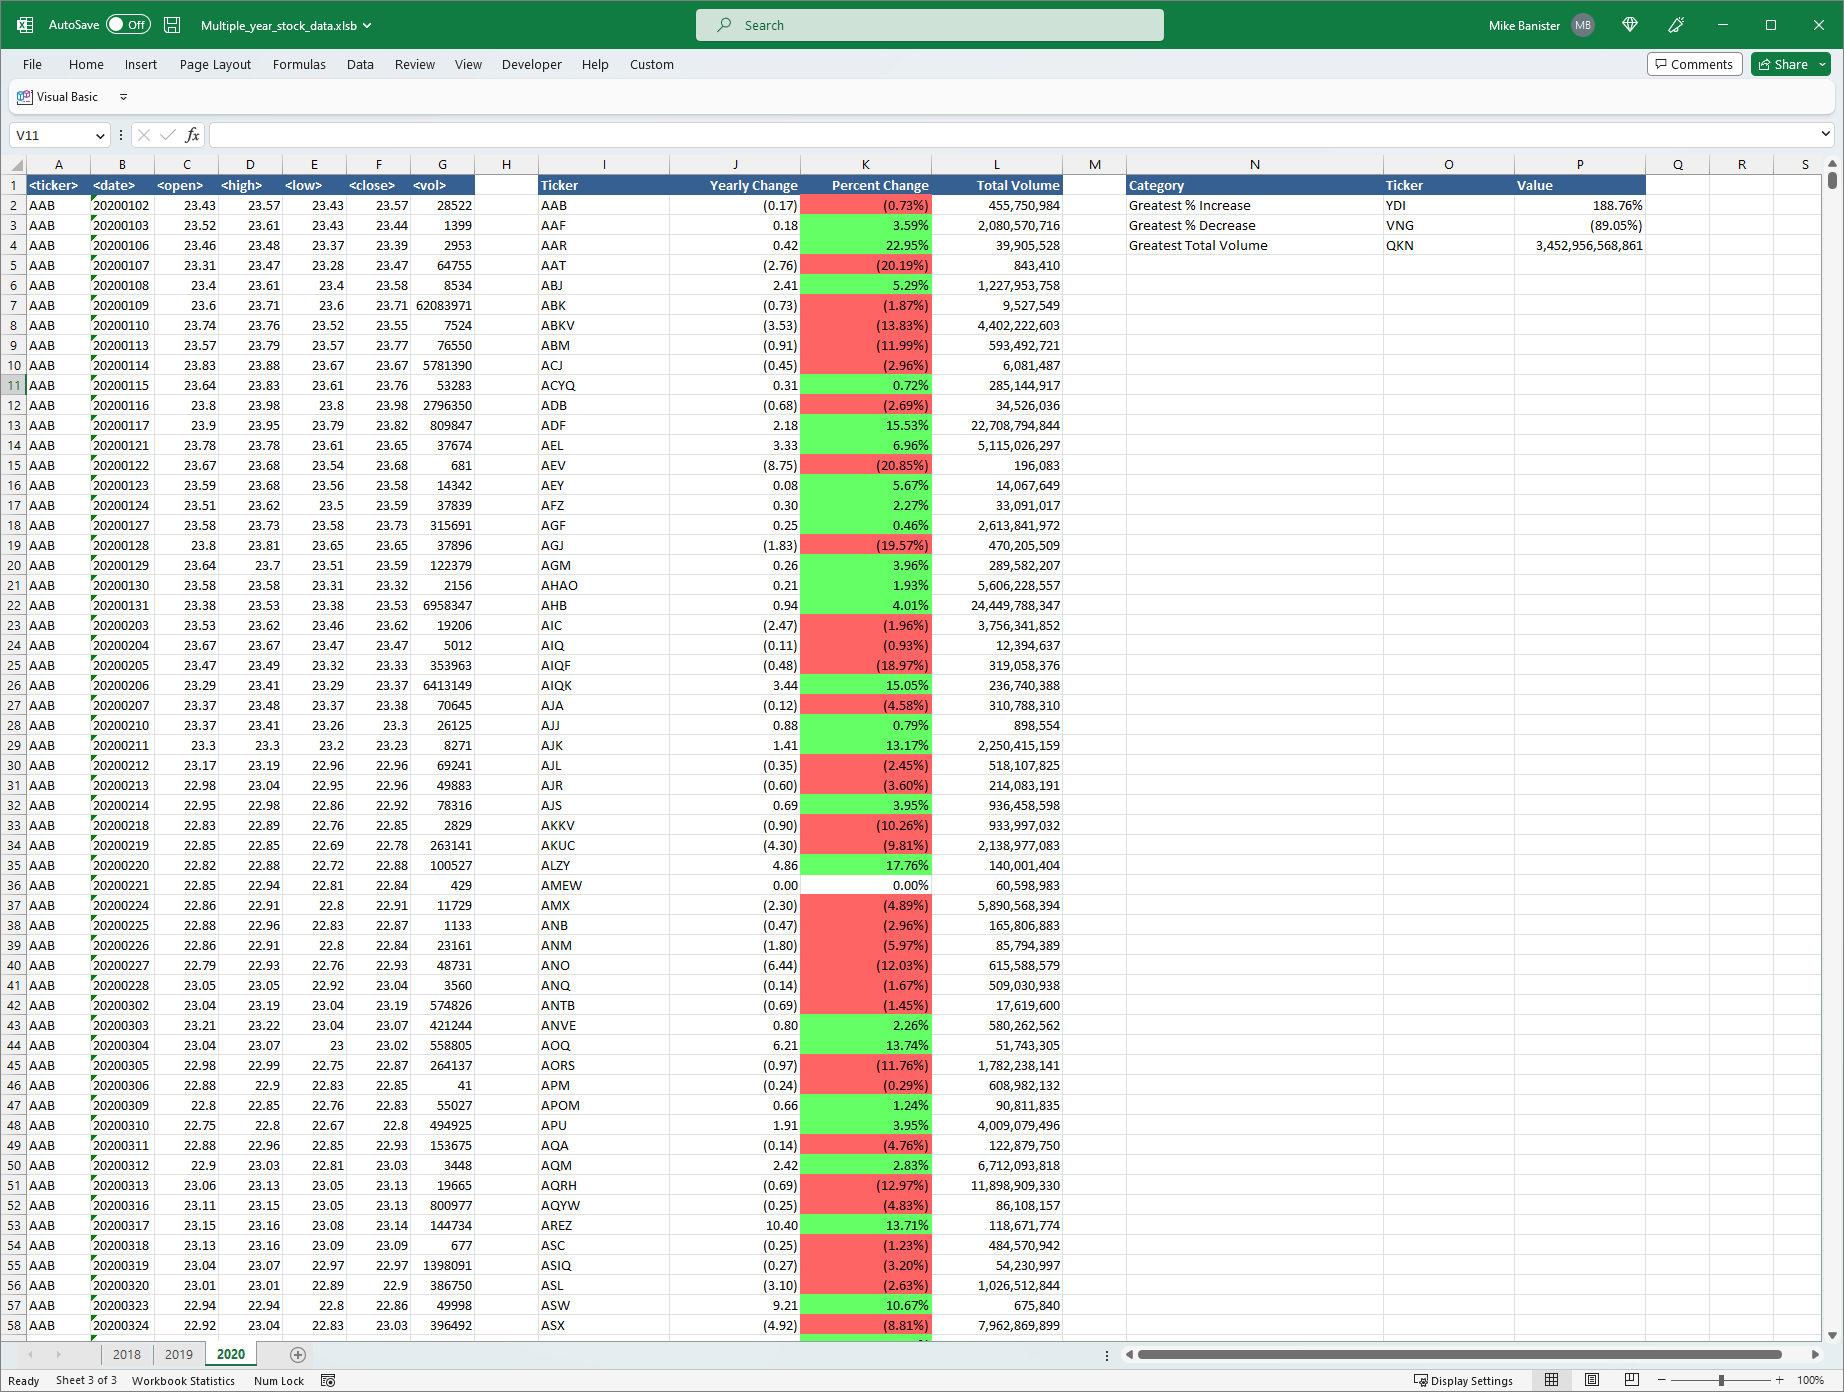 AutoSave Off Multiple_year_stock_data.xlsb Search Mike Banister MB
File Home Insert Page Layout Formulas Data Review View Developer Help Custom Comments Share
Visual Basic
V11 fx
A B C D E F G H I J K L M N O P Q R S
1 <ticker> <date> <open> <high> <low> <close> <vol> Ticker Yearly Change Percent Change Total Volume Category Ticker Value
2 AAB 20200102 23.43 23.57 23.43 23.57 28522 AAB (0.17) (0.73%) 455,750,984 Greatest % Increase YDI 188.76%
3 AAB 20200103 23.52 23.61 23.43 23.44 1399 AAF 0.18 3.59% 2,080,570,716 Greatest % Decrease VNG (89.05%)
4 AAB 20200106 23.46 23.48 23.37 23.39 2953 AAR 0.42 22.95% 39,905,528 Greatest Total Volume QKN 3,452,956,568,861
5 AAB 20200107 23.31 23.47 23.28 23.47 64755 AAT (2.76) (20.19%) 843,410
6 AAB 20200108 23.4 23.61 23.4 23.58 8534 ABJ 2.41 5.29% 1,227,953,758
7 AAB 20200109 23.6 23.71 23.6 23.71 62083971 ABK (0.73) (1.87%) 9,527,549
8 AAB 20200110 23.74 23.76 23.52 23.55 7524 ABKV (3.53) (13.83%) 4,402,222,603
9 AAB 20200113 23.57 23.79 23.57 23.77 76550 ABM (0.91) (11.99%) 593,492,721
10 AAB 20200114 23.83 23.88 23.67 23.67 5781390 ACJ (0.45) (2.96%) 6,081,487
11 AAB 20200115 23.64 23.83 23.61 23.76 53283 ACYQ 0.31 0.72% 285,144,917
12 AAB 20200116 23.8 23.98 23.8 23.98 2796350 ADB (0.68) (2.69%) 34,526,036
13 AAB 20200117 23.9 23.95 23.79 23.82 809847 ADF 2.18 15.53% 22,708,794,844
14 AAB 20200121 23.78 23.78 23.61 23.65 37674 AEL 3.33 6.96% 5,115,026,297
15 AAB 20200122 23.67 23.68 23.54 23.68 681 AEV (8.75) (20.85%) 196,083
16 AAB 20200123 23.59 23.68 23.56 23.58 14342 AEY 0.08 5.67% 14,067,649
17 AAB 20200124 23.51 23.62 23.5 23.59 37839 AFZ 0.30 2.27% 33,091,017
18 AAB 20200127 23.58 23.73 23.58 23.73 315691 AGF 0.25 0.46% 2,613,841,972
19 AAB 20200128 23.8 23.81 23.65 23.65 37896 AGJ (1.83) (19.57%) 470,205,509
20 AAB 20200129 23.64 23.7 23.51 23.59 122379 AGM 0.26 3.96% 289,582,207
21 AAB 20200130 23.58 23.58 23.31 23.32 2156 AHAO 0.21 1.93% 5,606,228,557
22 AAB 20200131 23.38 23.53 23.38 23.53 6958347 AHB 0.94 4.01% 24,449,788,347
23 AAB 20200203 23.53 23.62 23.46 23.62 19206 AIC (2.47) (1.96%) 3,756,341,852
24 AAB 20200204 23.67 23.67 23.47 23.47 5012 AIQ (0.11) (0.93%) 12,394,637
25 AAB 20200205 23.47 23.49 23.32 23.33 353963 AIQF (0.48) (18.97%) 319,058,376
26 AAB 20200206 23.29 23.41 23.29 23.37 6413149 AIQK 3.44 15.05% 236,740,388
27 AAB 20200207 23.37 23.48 23.37 23.38 70645 AJA (0.12) (4.58%) 310,788,310
28 AAB 20200210 23.37 23.41 23.26 23.3 26125 AJJ 0.88 0.79% 898,554
29 AAB 20200211 23.3 23.3 23.2 23.23 8271 AJK 1.41 13.17% 2,250,415,159
30 AAB 20200212 23.17 23.19 22.96 22.96 69241 AJL (0.35) (2.45%) 518,107,825
31 AAB 20200213 22.98 23.04 22.95 22.96 49883 AJR (0.60) (3.60%) 214,083,191
32 AAB 20200214 22.95 22.98 22.86 22.92 78316 AJS 0.69 3.95% 936,458,598
33 AAB 20200218 22.83 22.89 22.76 22.85 2829 AKKV (0.90) (10.26%) 933,997,032
34 AAB 20200219 22.85 22.85 22.69 22.78 263141 AKUC (4.30) (9.81%) 2,138,977,083
35 AAB 20200220 22.82 22.88 22.72 22.88 100527 ALZY 4.86 17.76% 140,001,404
36 AAB 20200221 22.85 22.94 22.81 22.84 429 AMEW 0.00 0.00% 60,598,983
37 AAB 20200224 22.86 22.91 22.8 22.91 11729 AMX (2.30) (4.89%) 5,890,568,394
38 AAB 20200225 22.88 22.96 22.83 22.87 1133 ANB (0.47) (2.96%) 165,806,883
39 AAB 20200226 22.86 22.91 22.8 22.84 23161 ANM (1.80) (5.97%) 85,794,389
40 AAB 20200227 22.79 22.93 22.76 22.93 48731 ANO (6.44) (12.03%) 615,588,579
41 AAB 20200228 23.05 23.05 22.92 23.04 3560 ANQ (0.14) (1.67%) 509,030,938
42 AAB 20200302 23.04 23.19 23.04 23.19 574826 ANTB (0.69) (1.45%) 17,619,600
43 AAB 20200303 23.21 23.22 23.04 23.07 421244 ANVE 0.80 2.26% 580,262,562
44 AAB 20200304 23.04 23.07 23 23.02 558805 AOQ 6.21 13.74% 51,743,305
45 AAB 20200305 22.98 22.99 22.75 22.87 264137 AORS (0.97) (11.76%) 1,782,238,141
46 AAB 20200306 22.88 22.9 22.83 22.85 41 APM (0.24) (0.29%) 608,982,132
47 AAB 20200309 22.8 22.85 22.76 22.83 55027 APOM 0.66 1.24% 90,811,835
48 AAB 20200310 22.75 22.8 22.67 22.8 494925 APU 1.91 3.95% 4,009,079,496
49 AAB 20200311 22.88 22.96 22.85 22.93 153675 AQA (0.14) (4.76%) 122,879,750
50 AAB 20200312 22.9 23.03 22.81 23.03 3448 AQM 2.42 2.83% 6,712,093,818
51 AAB 20200313 23.06 23.13 23.05 23.13 19665 AQRH (0.69) (12.97%) 11,898,909,330
52 AAB 20200316 23.11 23.15 23.05 23.13 800977 AQYW (0.25) (4.83%) 86,108,157
53 AAB 20200317 23.15 23.16 23.08 23.14 144734 AREZ 10.40 13.71% 118,671,774
54 AAB 20200318 23.13 23.16 23.09 23.09 677 ASC (0.25) (1.23%) 484,570,942
55 AAB 20200319 23.04 23.07 22.97 22.97 1398091 ASIQ (0.27) (3.20%) 54,230,997
56 AAB 20200320 23.01 23.01 22.89 22.9 386750 ASL (3.10) (2.63%) 1,026,512,844
57 AAB 20200323 22.94 22.94 22.8 22.86 49998 ASW 9.21 10.67% 675,840
58 AAB 20200324 22.92 23.04 22.83 23.03 396492 ASX (4.92) (8.81%) 7,962,869,899
2018 2019 2020
Ready Sheet 3 of 3 Workbook Statistics Num Lock Display Settings 100%